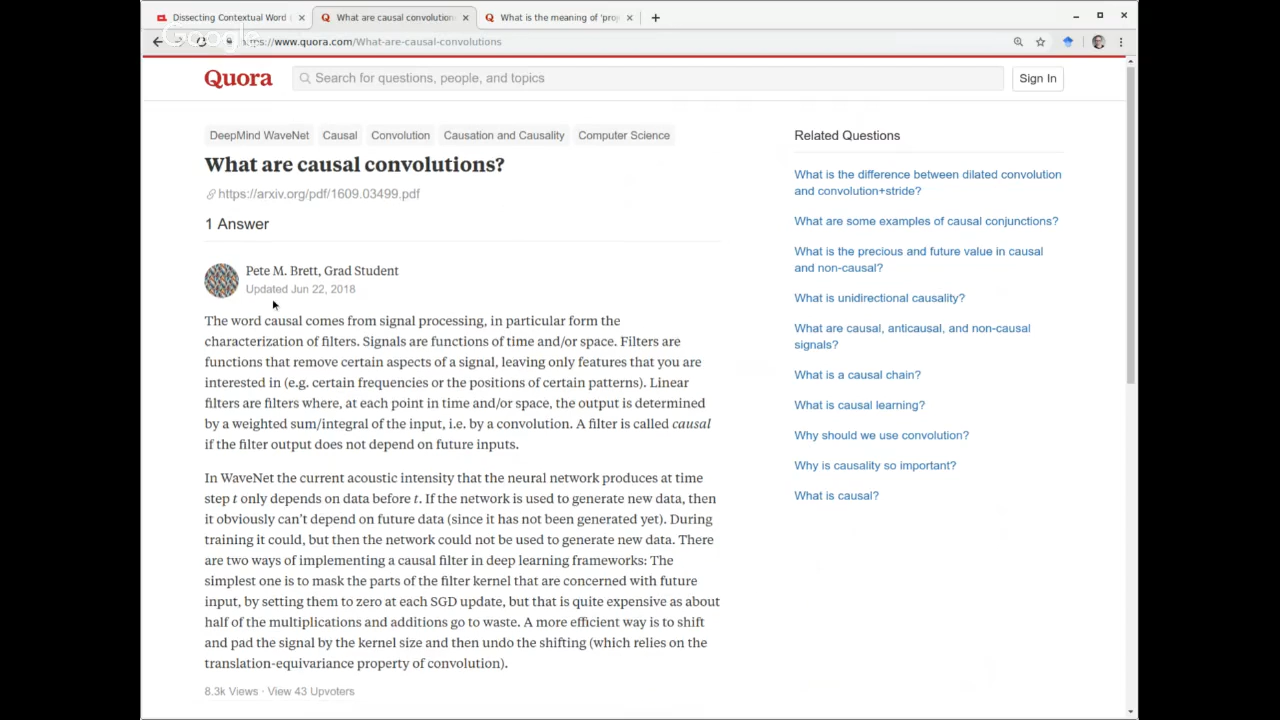 Dissecting Contextual Word
What are causal convolution
What is the meaning of 'prop
Google
https://www.quora.com/What-are-causal-convolutions
Quora
Search for questions, people, and topics
Sign In
DeepMind WaveNet Causal Convolution Causation and Causality Computer Science
What are causal convolutions?
https://arxiv.org/pdf/1609.03499.pdf
1 Answer
Pete M. Brett, Grad Student
Updated Jun 22, 2018
The word causal comes from signal processing, in particular form the
characterization of filters. Signals are functions of time and/or space. Filters are
functions that remove certain aspects of a signal, leaving only features that you are
interested in (e.g. certain frequencies or the positions of certain patterns). Linear
filters are filters where, at each point in time and/or space, the output is determined
by a weighted sum/integral of the input, i.e. by a convolution. A filter is called causal
if the filter output does not depend on future inputs.
In WaveNet the current acoustic intensity that the neural network produces at time
step t only depends on data before t. If the network is used to generate new data, then
it obviously can't depend on future data (since it has not been generated yet). During
training it could, but then the network could not be used to generate new data. There
are two ways of implementing a causal filter in deep learning frameworks: The
simplest one is to mask the parts of the filter kernel that are concerned with future
input, by setting them to zero at each SGD update, but that is quite expensive as about
half of the multiplications and additions go to waste. A more efficient way is to shift
and pad the signal by the kernel size and then undo the shifting (which relies on the
translation-equivariance property of convolution).
8.3k Views · View 43 Upvoters
Related Questions
What is the difference between dilated convolution
and convolution+stride?
What are some examples of causal conjunctions?
What is the precious and future value in causal
and non-causal?
What is unidirectional causality?
What are causal, anticausal, and non-causal
signals?
What is a causal chain?
What is causal learning?
Why should we use convolution?
Why is causality so important?
What is causal?